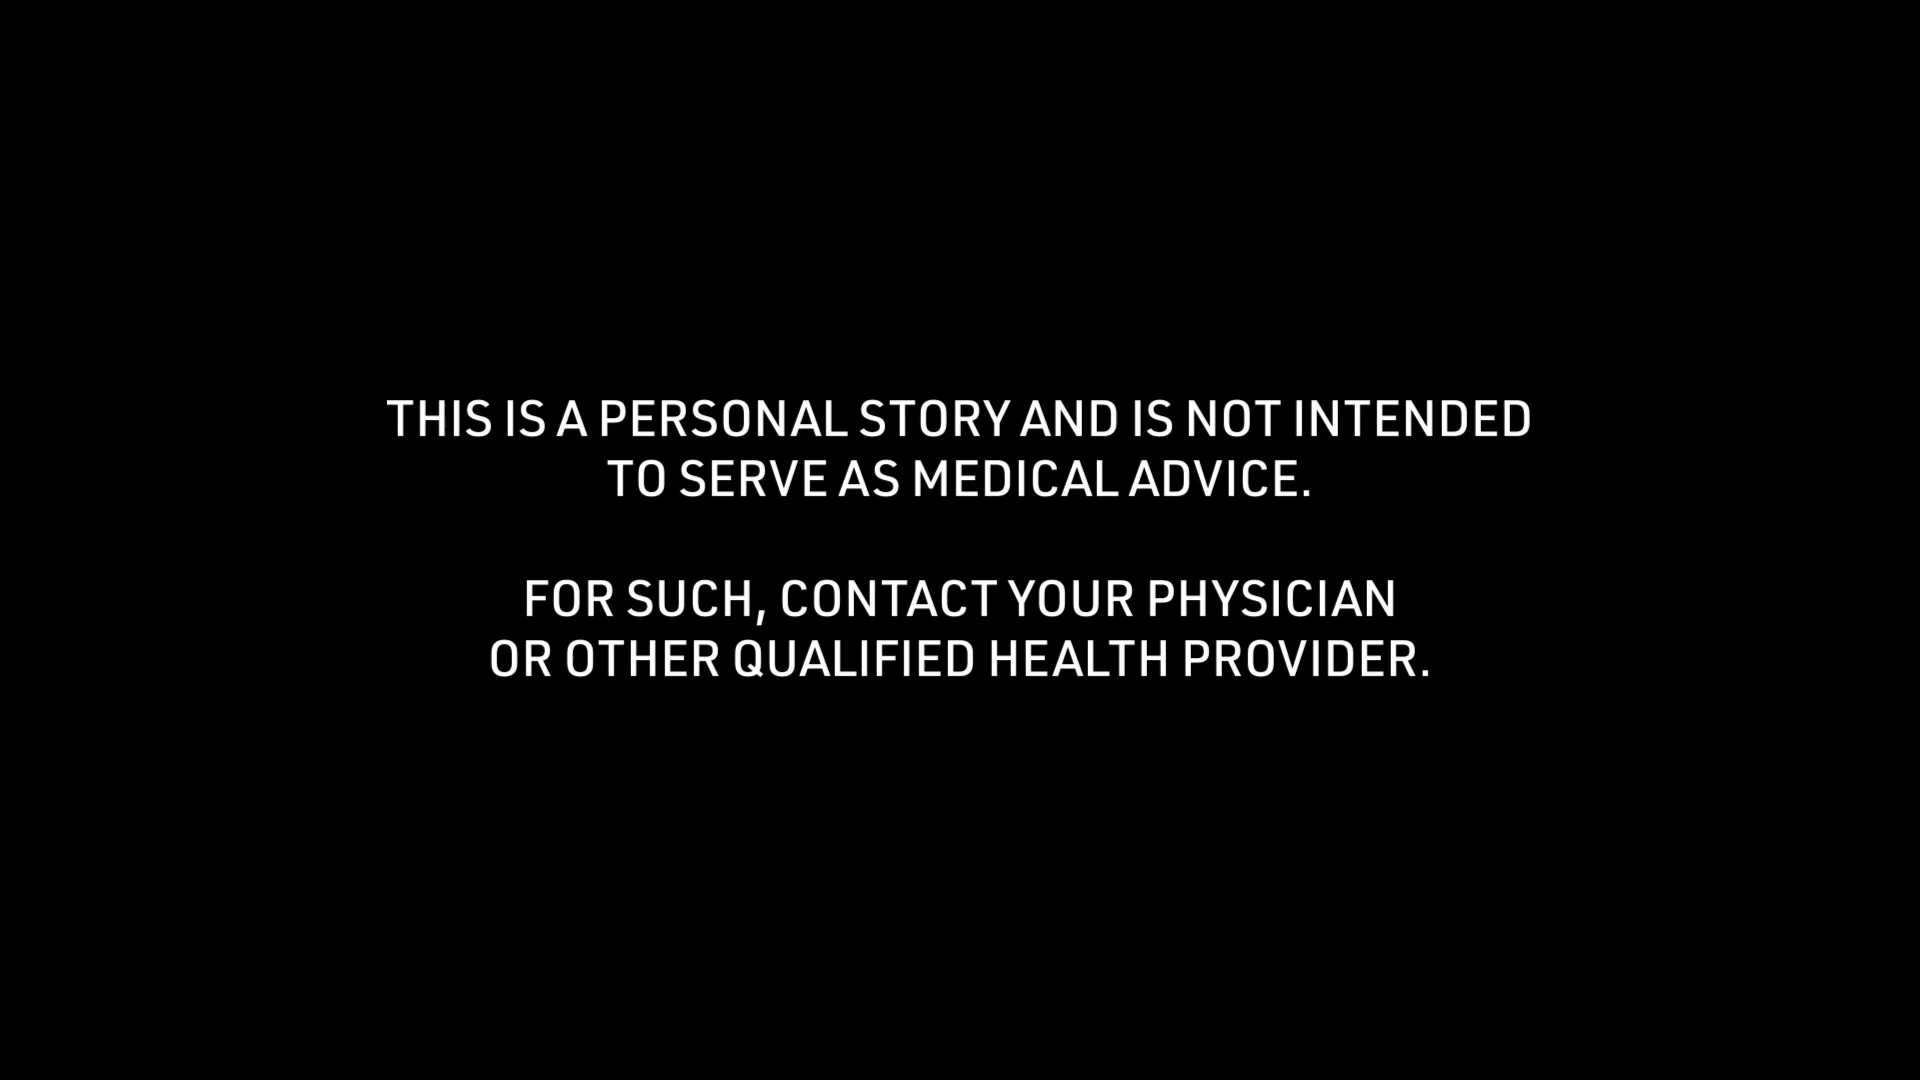 THIS IS A PERSONAL STORY AND IS NOT INTENDED
TO SERVE AS MEDICAL ADVICE.
FOR SUCH, CONTACT YOUR PHYSICIAN
OR OTHER QUALIFIED HEALTH PROVIDER.